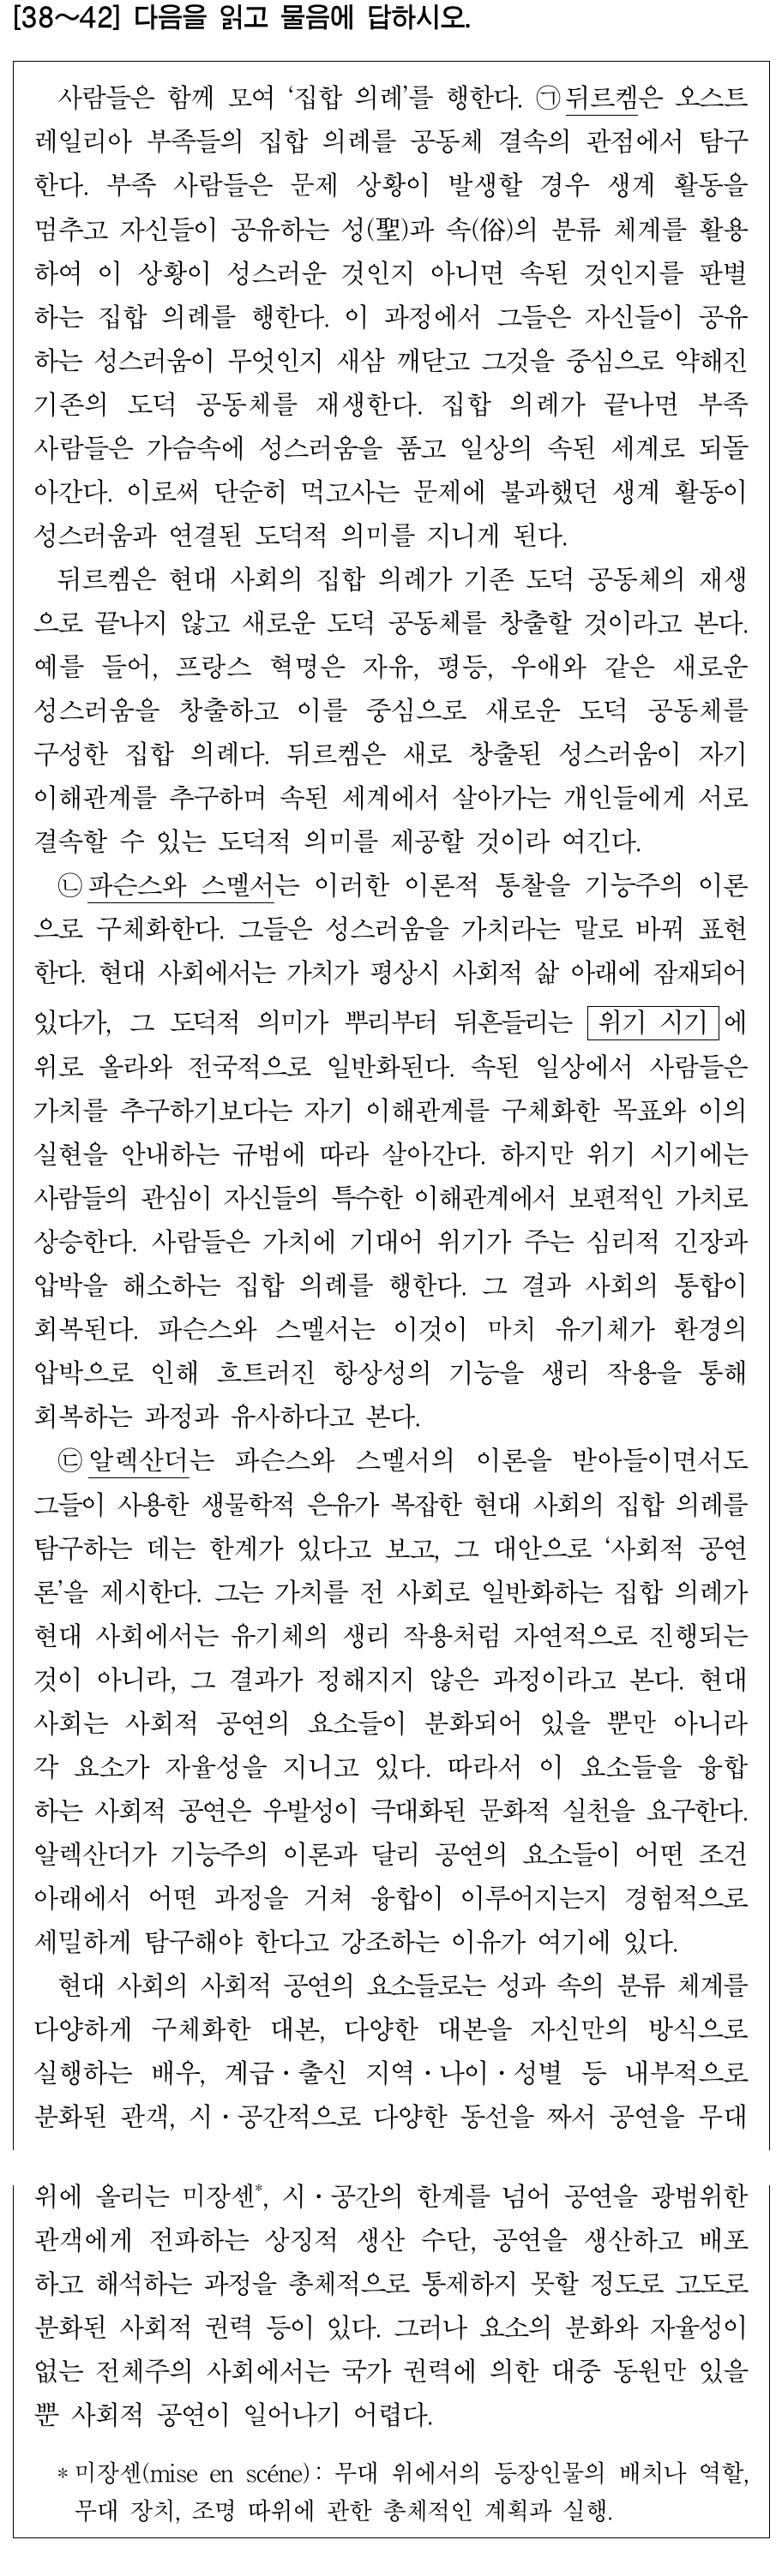 [38~42] 다음을 읽고 물음에 답하시오.
사람들은 함께 모여 ‘집합 의례’를 행한다. ㉠뒤르켐은 오스트
레일리아 부족들의 집합 의례를 공동체 결속의 관점에서 탐구
한다. 부족 사람들은 문제 상황이 발생할 경우 생계 활동을
멈추고 자신들이 공유하는 성(聖)과 속(俗)의 분류 체계를 활용
하여 이 상황이 성스러운 것인지 아니면 속된 것인지를 판별
하는 집합 의례를 행한다. 이 과정에서 그들은 자신들이 공유
하는 성스러움이 무엇인지 새삼 깨닫고 그것을 중심으로 약해진
기존의 도덕 공동체를 재생한다. 집합 의례가 끝나면 부족
사람들은 가슴속에 성스러움을 품고 일상의 속된 세계로 되돌
아간다. 이로써 단순히 먹고사는 문제에 불과했던 생계 활동이
성스러움과 연결된 도덕적 의미를 지니게 된다.
뒤르켐은 현대 사회의 집합 의례가 기존 도덕 공동체의 재생
으로 끝나지 않고 새로운 도덕 공동체를 창출할 것이라고 본다.
예를 들어, 프랑스 혁명은 자유, 평등, 우애와 같은 새로운
성스러움을 창출하고 이를 중심으로 새로운 도덕 공동체를
구성한 집합 의례다. 뒤르켐은 새로 창출된 성스러움이 자기
이해관계를 추구하며 속된 세계에서 살아가는 개인들에게 서로
결속할 수 있는 도덕적 의미를 제공할 것이라 여긴다.
㉡파슨스와 스멜서는 이러한 이론적 통찰을 기능주의 이론
으로 구체화한다. 그들은 성스러움을 가치라는 말로 바꿔 표현
한다. 현대 사회에서는 가치가 평상시 사회적 삶 아래에 잠재되어
있다가, 그 도덕적 의미가 뿌리부터 뒤흔들리는 위기 시기에
위로 올라와 전국적으로 일반화된다. 속된 일상에서 사람들은
가치를 추구하기보다는 자기 이해관계를 구체화한 목표와 이의
실현을 안내하는 규범에 따라 살아간다. 하지만 위기 시기에는
사람들의 관심이 자신들의 특수한 이해관계에서 보편적인 가치로
상승한다. 사람들은 가치에 기대어 위기가 주는 심리적 긴장과
압박을 해소하는 집합 의례를 행한다. 그 결과 사회의 통합이
회복된다. 파슨스와 스멜서는 이것이 마치 유기체가 환경의
압박으로 인해 흐트러진 항상성의 기능을 생리 작용을 통해
회복하는 과정과 유사하다고 본다.
㉢알렉산더는 파슨스와 스멜서의 이론을 받아들이면서도
그들이 사용한 생물학적 은유가 복잡한 현대 사회의 집합 의례를
탐구하는 데는 한계가 있다고 보고, 그 대안으로 ‘사회적 공연
론’을 제시한다. 그는 가치를 전 사회로 일반화하는 집합 의례가
현대 사회에서는 유기체의 생리 작용처럼 자연적으로 진행되는
것이 아니라, 그 결과가 정해지지 않은 과정이라고 본다. 현대
사회는 사회적 공연의 요소들이 분화되어 있을 뿐만 아니라
각 요소가 자율성을 지니고 있다. 따라서 이 요소들을 융합
하는 사회적 공연은 우발성이 극대화된 문화적 실천을 요구한다.
알렉산더가 기능주의 이론과 달리 공연의 요소들이 어떤 조건
아래에서 어떤 과정을 거쳐 융합이 이루어지는지 경험적으로
세밀하게 탐구해야 한다고 강조하는 이유가 여기에 있다.
현대 사회의 사회적 공연의 요소들로는 성과 속의 분류 체계를
다양하게 구체화한 대본, 다양한 대본을 자신만의 방식으로
실행하는 배우, 계급·출신 지역·나이·성별 등 내부적으로
분화된 관객, 시·공간적으로 다양한 동선을 짜서 공연을 무대
위에 올리는 미장센*, 시·공간의 한계를 넘어 공연을 광범위한
관객에게 전파하는 상징적 생산 수단, 공연을 생산하고 배포
하고 해석하는 과정을 총체적으로 통제하지 못할 정도로 고도로
분화된 사회적 권력 등이 있다. 그러나 요소의 분화와 자율성이
없는 전체주의 사회에서는 국가 권력에 의한 대중 동원만 있을
뿐 사회적 공연이 일어나기 어렵다.
* 미장센(mise en scéne) : 무대 위에서의 등장인물의 배치나 역할,
무대 장치, 조명 따위에 관한 총체적인 계획과 실행.